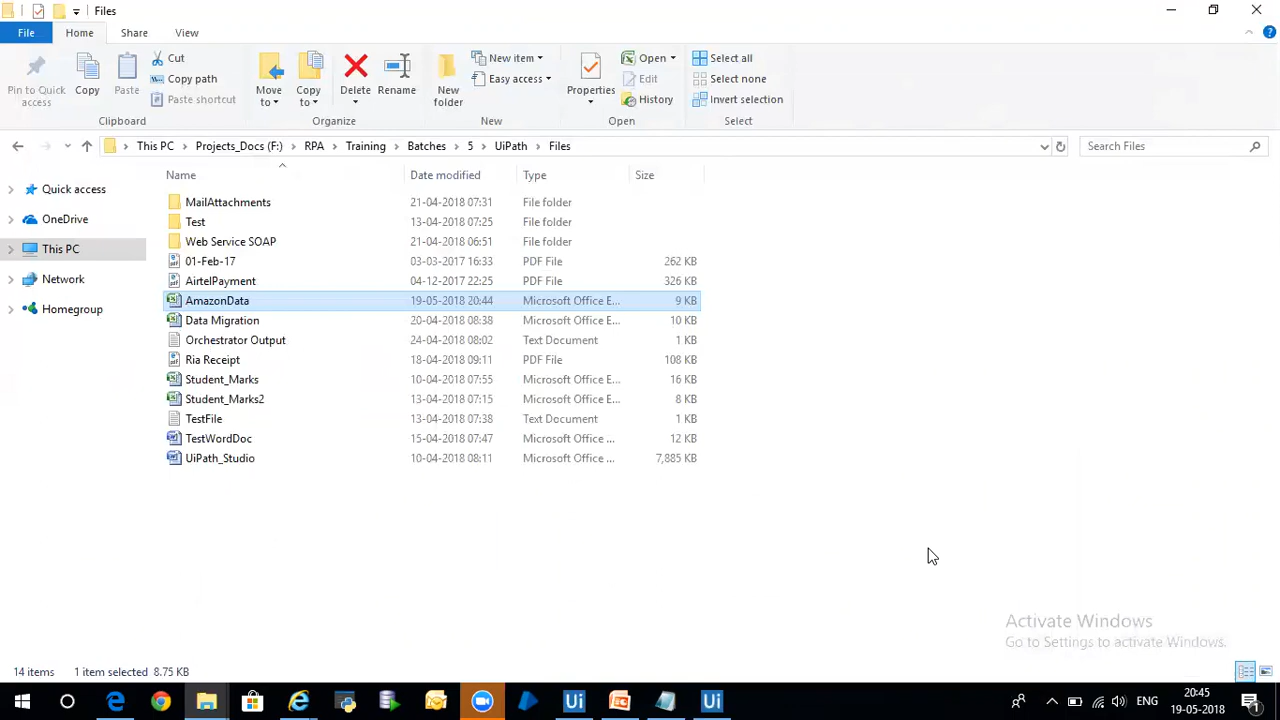 Files
File Home Share View
Pin to Quick access
Copy
Paste
Cut
Copy path
Paste shortcut
Clipboard
Move to
Copy to
Delete
Rename
Organize
New folder
New item
Easy access
New
Properties
Open
Edit
History
Open
Select all
Select none
Invert selection
Select
This PC Projects_Docs (F:) RPA Training Batches 5 UiPath Files
Search Files
Quick access
OneDrive
This PC
Network
Homegroup
Name Date modified Type Size
MailAttachments 21-04-2018 07:31 File folder
Test 13-04-2018 07:25 File folder
Web Service SOAP 21-04-2018 06:51 File folder
01-Feb-17 03-03-2017 16:33 PDF File 262 KB
AirtelPayment 04-12-2017 22:25 PDF File 326 KB
AmazonData 19-05-2018 20:44 Microsoft Office E... 9 KB
Data Migration 20-04-2018 08:38 Microsoft Office E... 10 KB
Orchestrator Output 24-04-2018 08:02 Text Document 1 KB
Ria Receipt 18-04-2018 09:11 PDF File 108 KB
Student_Marks 10-04-2018 07:55 Microsoft Office E... 16 KB
Student_Marks2 13-04-2018 07:15 Microsoft Office E... 8 KB
TestFile 13-04-2018 07:38 Text Document 1 KB
TestWordDoc 15-04-2018 07:47 Microsoft Office ... 12 KB
UiPath_Studio 10-04-2018 08:11 Microsoft Office ... 7,885 KB
Activate Windows
Go to Settings to activate Windows.
14 items 1 item selected 8.75 KB
Ui
Ui
ENG
20:45
19-05-2018
1